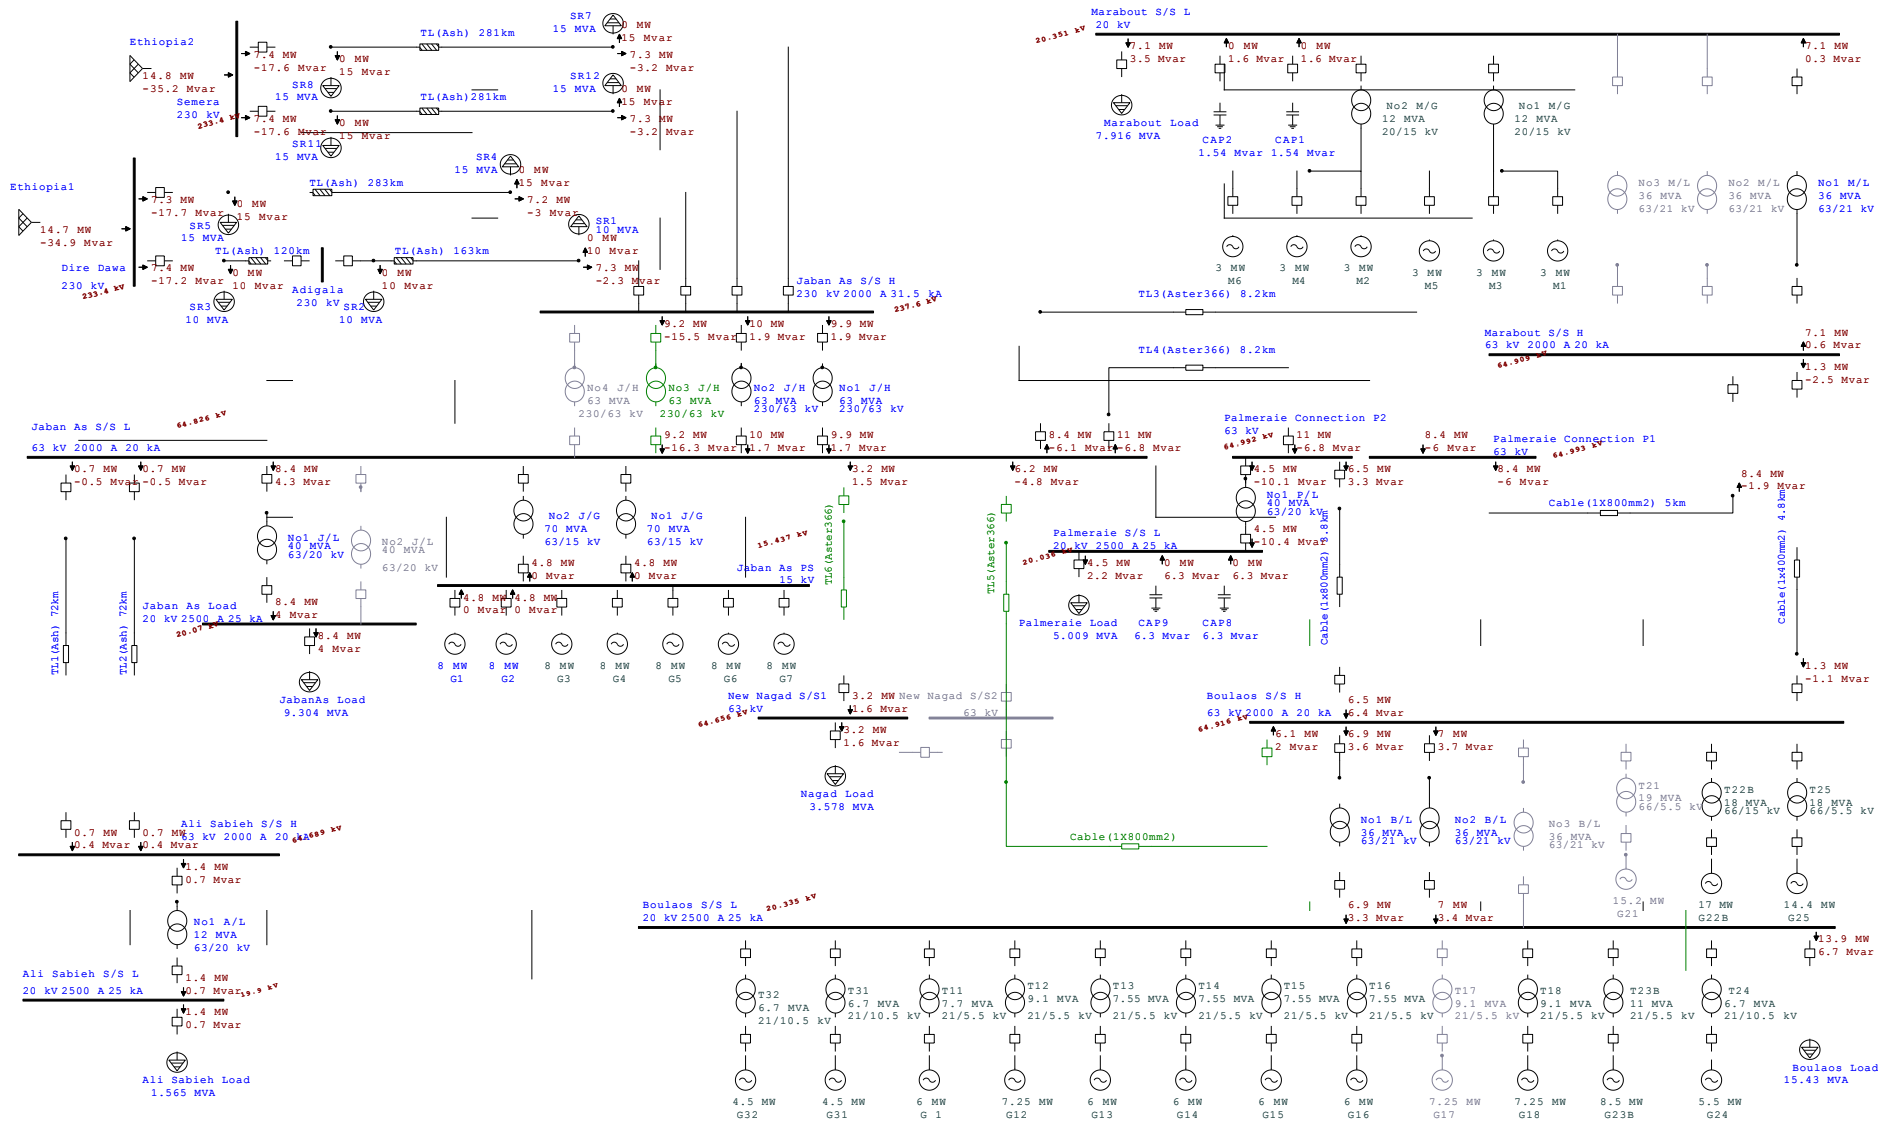 Ethiopia2
14.8 MW
-35.2 Mvar
Semera
230 kV
233.4 kV
7.4 MW
-17.6 Mvar
0 MW
15 Mvar
SR8
15 MVA
TL(Ash) 281km
SR7
15 MVA
0 MW
15 Mvar
7.3 MW
-3.2 Mvar
7.4 MW
-17.6 Mvar
0 MW
15 Mvar
SR11
15 MVA
TL(Ash)281km
SR12
15 MVA
0 MW
15 Mvar
7.3 MW
-3.2 Mvar
Ethiopia1
14.7 MW
-34.9 Mvar
Dire Dawa
230 kV
233.4 kV
7.3 MW
-17.7 Mvar
0 MW
15 Mvar
SR5
15 MVA
TL(Ash) 283km
SR4
15 MVA
0 MW
15 Mvar
7.2 MW
-3 Mvar
7.4 MW
-17.2 Mvar
TL(Ash) 120km
0 MW
10 Mvar
SR3
10 MVA
Adigala
230 kV
TL(Ash) 163km
0 MW
10 Mvar
SR2
10 MVA
SR1
10 MVA
0 MW
10 Mvar
7.3 MW
-2.3 Mvar
Jaban As S/S H
230 kV 2000 A 31.5 kA
237.6 kV
9.2 MW
-15.5 Mvar
10 MW
1.9 Mvar
9.9 MW
1.9 Mvar
No4 J/H
63 MVA
230/63 kV
No3 J/H
63 MVA
230/63 kV
No2 J/H
63 MVA
230/63 kV
No1 J/H
63 MVA
230/63 kV
9.2 MW
-16.3 Mvar
10 MW
1.7 Mvar
9.9 MW
1.7 Mvar
Marabout S/S L
20 kV
20.351 kV
7.1 MW
3.5 Mvar
0 MW
1.6 Mvar
0 MW
1.6 Mvar
7.1 MW
0.3 Mvar
Marabout Load
7.916 MVA
CAP2
1.54 Mvar
CAP1
1.54 Mvar
No2 M/G
12 MVA
20/15 kV
No1 M/G
12 MVA
20/15 kV
No3 M/L
36 MVA
63/21 kV
No2 M/L
36 MVA
63/21 kV
No1 M/L
36 MVA
63/21 kV
3 MW
M6
3 MW
M4
3 MW
M2
3 MW
M5
3 MW
M3
3 MW
M1
TL3(Aster366) 8.2km
TL4(Aster366) 8.2km
Marabout S/S H
63 kV 2000 A 20 kA
64.909 kV
7.1 MW
0.6 Mvar
1.3 MW
-2.5 Mvar
Jaban As S/S L
63 kV 2000 A 20 kA
64.826 kV
0.7 MW
-0.5 Mvar
0.7 MW
-0.5 Mvar
8.4 MW
4.3 Mvar
3.2 MW
1.5 Mvar
6.2 MW
-4.8 Mvar
8.4 MW
-6.1 Mvar
11 MW
-6.8 Mvar
Palmeraie Connection P2
63 kV
64.992 kV
11 MW
-6.8 Mvar
8.4 MW
-6 Mvar
Palmeraie Connection P1
63 kV
64.993 kV
8.4 MW
-6 Mvar
8.4 MW
-1.9 Mvar
Cable(1X800mm2) 5km
4.5 MW
-10.1 Mvar
6.5 MW
3.3 Mvar
No1 P/L
40 MVA
63/20 kV
4.5 MW
-10.4 Mvar
Palmeraie S/S L
20 kV 2500 A 25 kA
20.036 kV
4.5 MW
2.2 Mvar
0 MW
6.3 Mvar
0 MW
6.3 Mvar
Palmeraie Load
5.009 MVA
CAP9
6.3 Mvar
CAP8
6.3 Mvar
Cable(1x800mm2) 3.8km
Cable(1x400mm2) 4.8km
No1 J/L
40 MVA
63/20 kV
No2 J/L
40 MVA
63/20 kV
No2 J/G
70 MVA
63/15 kV
No1 J/G
70 MVA
63/15 kV
15.437 kV
TL6(Aster366)
TL5(Aster366)
4.8 MW
0 Mvar
4.8 MW
0 Mvar
Jaban As PS
15 kV
4.8 MW
0 Mvar
4.8 MW
0 Mvar
8 MW
G1
8 MW
G2
8 MW
G3
8 MW
G4
8 MW
G5
8 MW
G6
8 MW
G7
TL1(Ash) 72km
TL2(Ash) 72km
Jaban As Load
20 kV 2500 A 25 kA
20.07 kV
8.4 MW
4 Mvar
8.4 MW
4 Mvar
JabanAs Load
9.304 MVA
New Nagad S/S1
63 kV
64.656 kV
3.2 MW
1.6 Mvar
3.2 MW
1.6 Mvar
Nagad Load
3.578 MVA
New Nagad S/S2
63 kV
Cable(1X800mm2)
Boulaos S/S H
63 kV 2000 A 20 kA
64.916 kV
6.5 MW
6.4 Mvar
1.3 MW
-1.1 Mvar
6.1 MW
2 Mvar
6.9 MW
3.6 Mvar
7 MW
3.7 Mvar
No1 B/L
36 MVA
63/21 kV
No2 B/L
36 MVA
63/21 kV
No3 B/L
36 MVA
63/21 kV
T21
19 MVA
66/5.5 kV
T22B
18 MVA
66/15 kV
T25
18 MVA
66/5.5 kV
15.2 MW
G21
17 MW
G22B
14.4 MW
G25
6.9 MW
3.3 Mvar
7 MW
3.4 Mvar
0.7 MW
0.4 Mvar
0.7 MW
0.4 Mvar
Ali Sabieh S/S H
63 kV 2000 A 20 kA
64.689 kV
1.4 MW
0.7 Mvar
No1 A/L
12 MVA
63/20 kV
Ali Sabieh S/S L
20 kV 2500 A 25 kA
19.9 kV
1.4 MW
0.7 Mvar
1.4 MW
0.7 Mvar
Ali Sabieh Load
1.565 MVA
Boulaos S/S L
20 kV 2500 A 25 kA
20.335 kV
13.9 MW
6.7 Mvar
T32
6.7 MVA
21/10.5 kV
T31
6.7 MVA
21/10.5 kV
T11
7.7 MVA
21/5.5 kV
T12
9.1 MVA
21/5.5 kV
T13
7.55 MVA
21/5.5 kV
T14
7.55 MVA
21/5.5 kV
T15
7.55 MVA
21/5.5 kV
T16
7.55 MVA
21/5.5 kV
T17
9.1 MVA
21/5.5 kV
T18
9.1 MVA
21/5.5 kV
T23B
11 MVA
21/5.5 kV
T24
6.7 MVA
21/10.5 kV
4.5 MW
G32
4.5 MW
G31
6 MW
G 1
7.25 MW
G12
6 MW
G13
6 MW
G14
6 MW
G15
6 MW
G16
7.25 MW
G17
7.25 MW
G18
8.5 MW
G23B
5.5 MW
G24
Boulaos Load
15.43 MVA